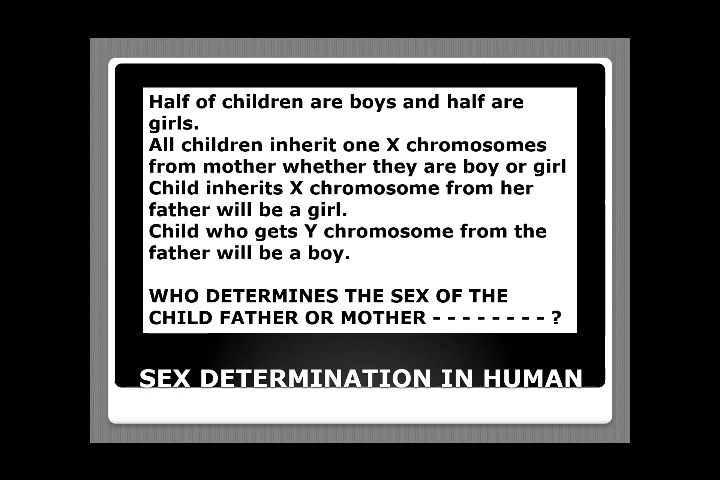 Half of children are boys and half are
girls.
All children inherit one X chromosomes
from mother whether they are boy or girl
Child inherits X chromosome from her
father will be a girl.
Child who gets Y chromosome from the
father will be a boy.
WHO DETERMINES THE SEX OF THE
CHILD FATHER OR MOTHER - - - - - - - - ?
SEX DETERMINATION IN HUMAN